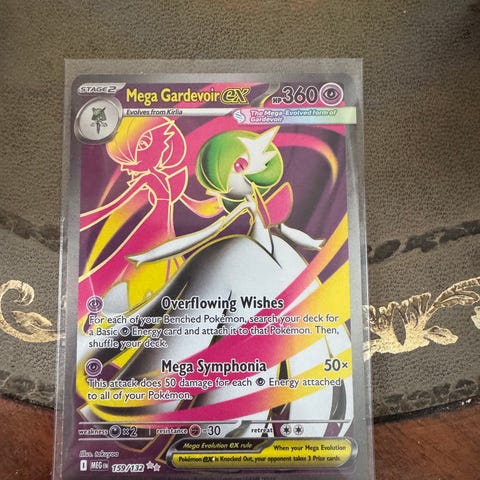 STAGE 2 Mega Gardevoir ex HP 360
Evolves from Kirlia
The Mega-Evolved form of
Gardevoir
Overflowing Wishes
For each of your Benched Pokémon, search your deck for
a Basic Energy card and attach it to that Pokémon. Then,
shuffle your deck.
Mega Symphonia 50×
This attack does 50 damage for each Energy attached
to all of your Pokémon.
weakness ×2 resistance -30 retreat
Mega Evolution ex rule
When your Mega Evolution
Pokémon ex is Knocked Out, your opponent takes 3 Prize cards.
Illus. takuyoa
I MEG EN 159/132